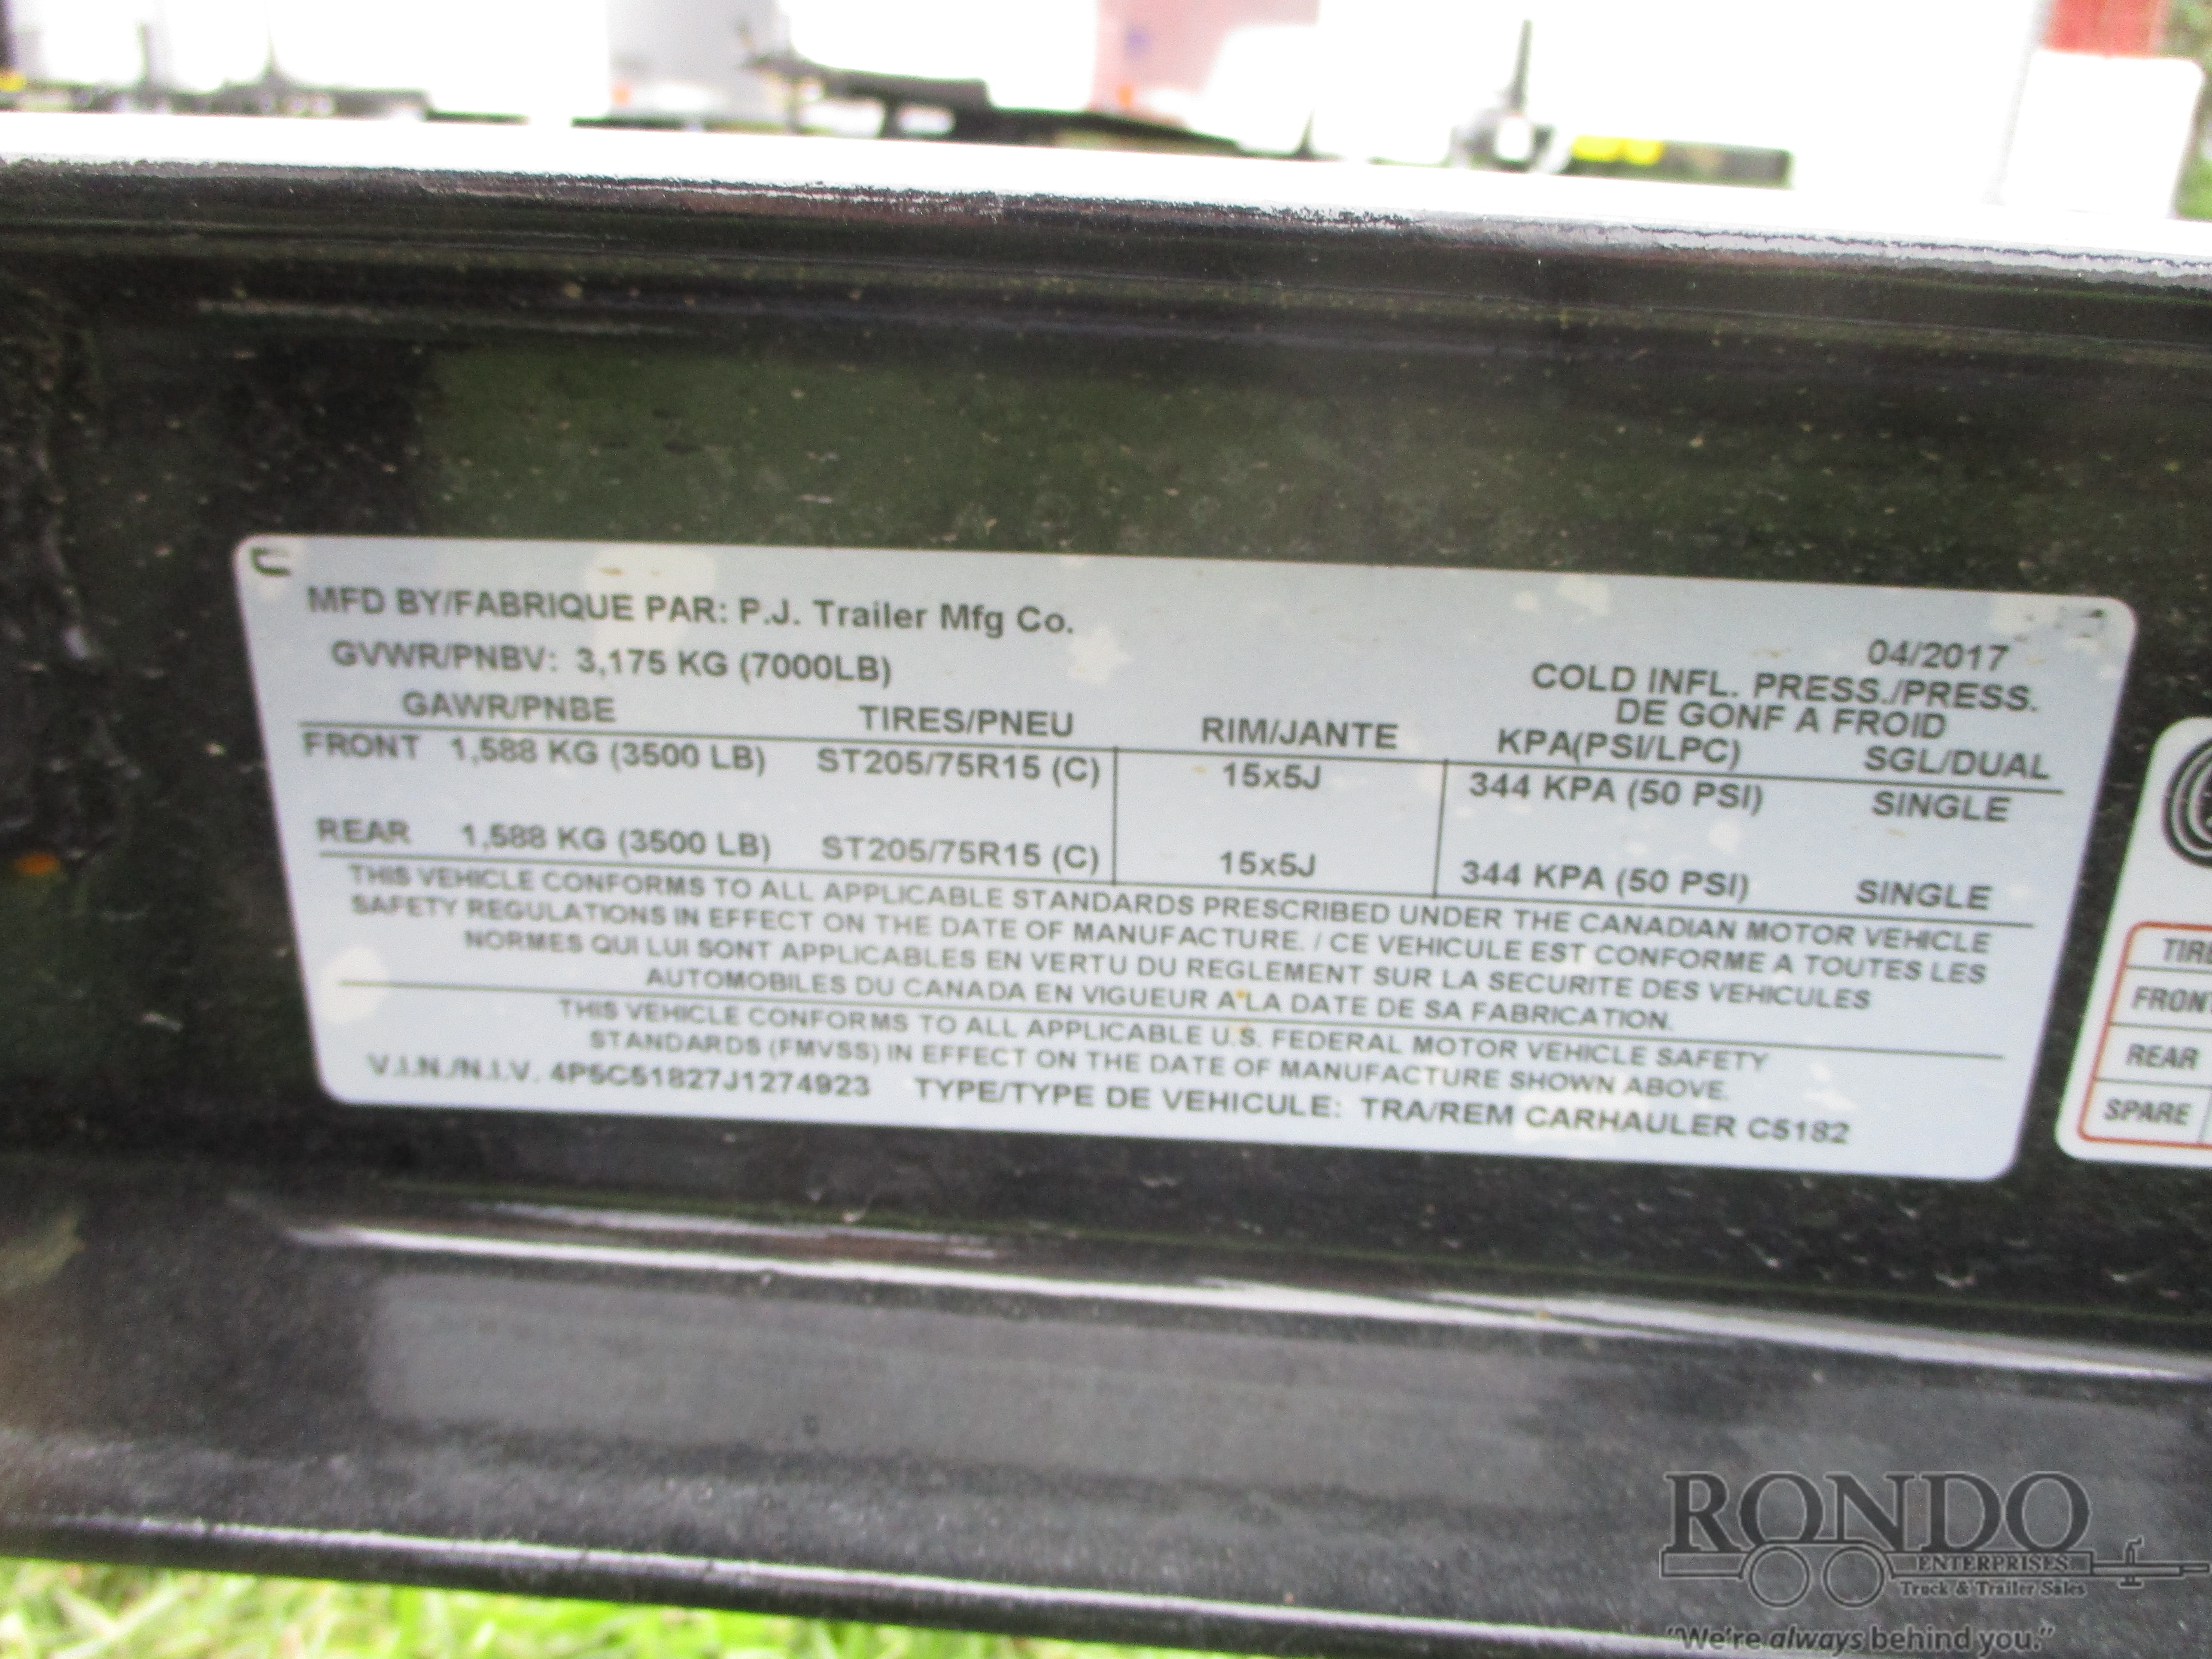 MFD BY/FABRIQUE PAR: P.J. Trailer Mfg Co.
04/2017
GVWR/PNBV: 3,175 KG (7000LB)
COLD INFL. PRESS./PRESS.
DE GONF A FROID
GAWR/PNBE TIRES/PNEU RIM/JANTE KPA(PSI/LPC) SGL/DUAL
FRONT 1,588 KG (3500 LB) ST205/75R15 (C) 15x5J 344 KPA (50 PSI) SINGLE
REAR 1,588 KG (3500 LB) ST205/75R15 (C) 15x5J 344 KPA (50 PSI) SINGLE
THIS VEHICLE CONFORMS TO ALL APPLICABLE STANDARDS PRESCRIBED UNDER THE CANADIAN MOTOR VEHICLE
SAFETY REGULATIONS IN EFFECT ON THE DATE OF MANUFACTURE. / CE VEHICULE EST CONFORME A TOUTES LES
NORMES QUI LUI SONT APPLICABLES EN VERTU DU REGLEMENT SUR LA SECURITE DES VEHICULES
AUTOMOBILES DU CANADA EN VIGUEUR A LA DATE DE SA FABRICATION.
THIS VEHICLE CONFORMS TO ALL APPLICABLE U.S. FEDERAL MOTOR VEHICLE SAFETY
STANDARDS (FMVSS) IN EFFECT ON THE DATE OF MANUFACTURE SHOWN ABOVE.
V.I.N./N.I.V. 4P5C51827J1274923 TYPE/TYPE DE VEHICULE: TRA/REM CARHAULER C5182
TIRE
FRON
REAR
SPARE
RONDO
ENTERPRISES
Truck & Trailer Sales
"We're always behind you."